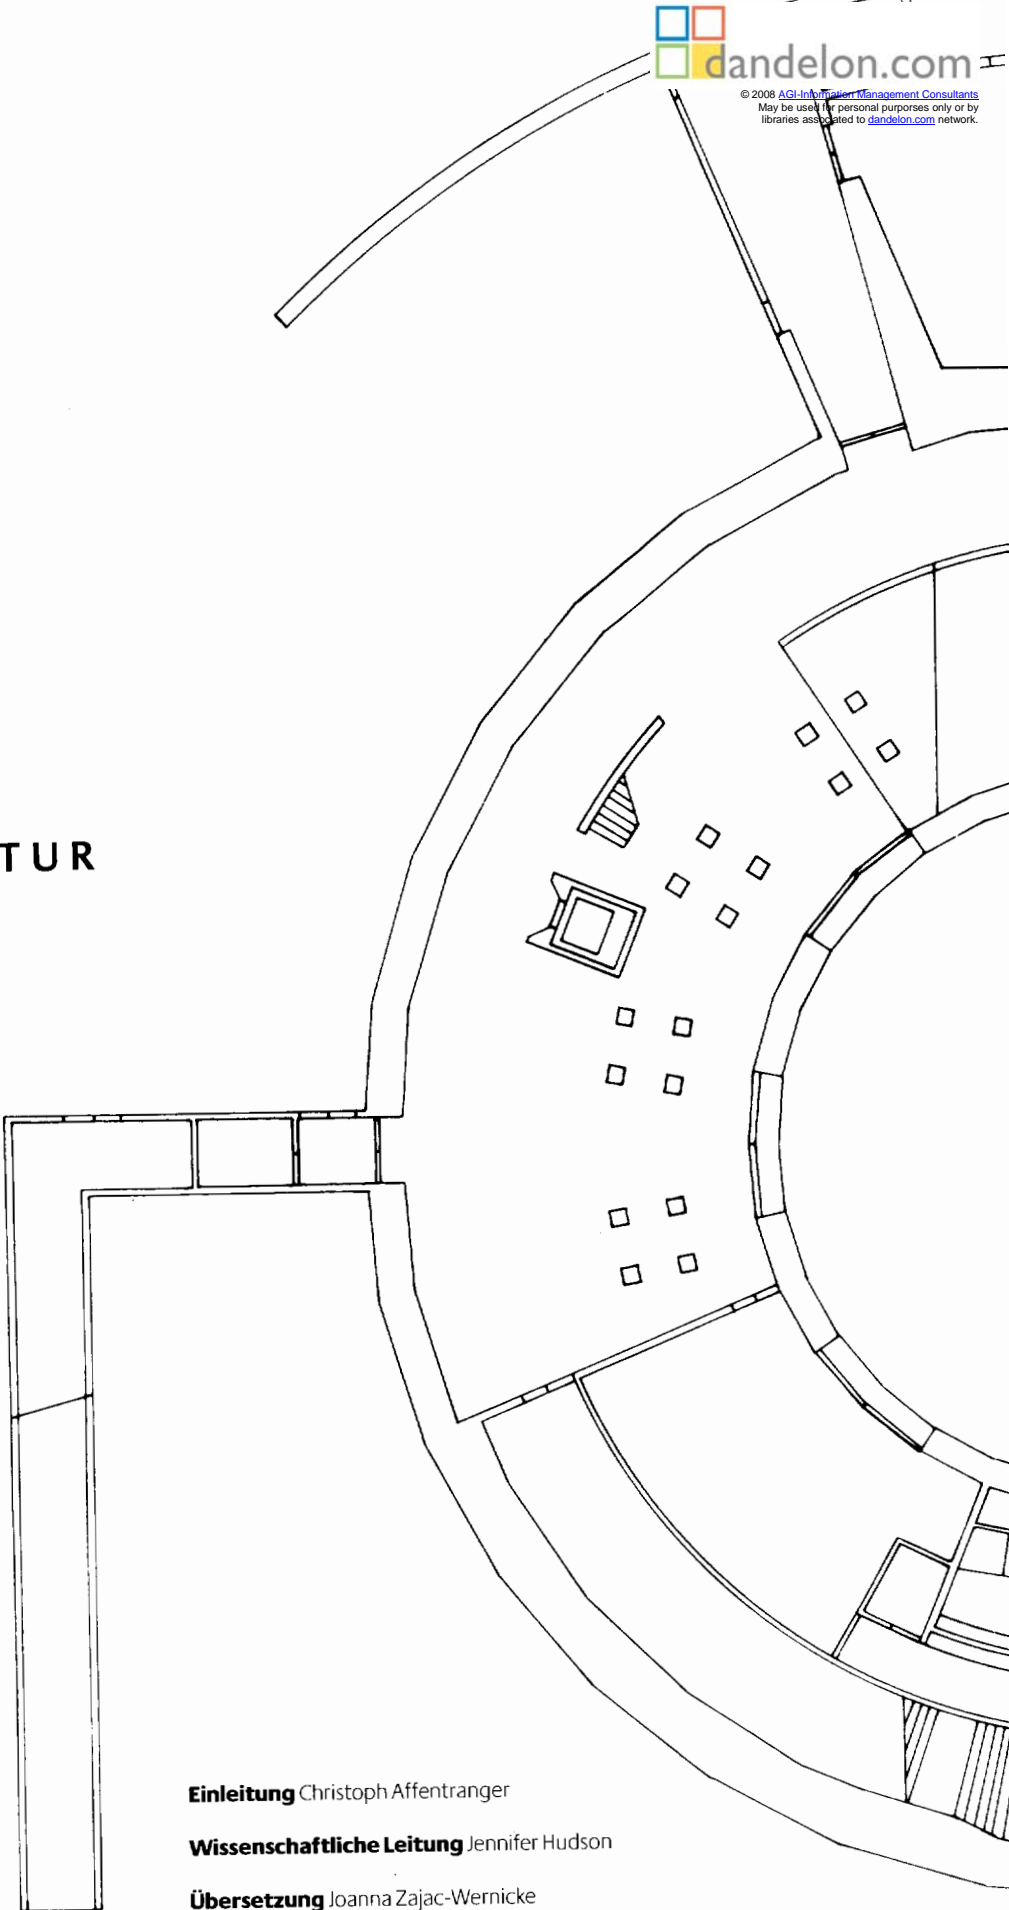 dandelon.com
© 2008 AGI-Information Management Consultants
May be used for personal purporses only or by
libraries associated to dandelon.com network.
TUR
Einleitung Christoph Affentranger
Wissenschaftliche Leitung Jennifer Hudson
Übersetzung Joanna Zajac-Wernicke